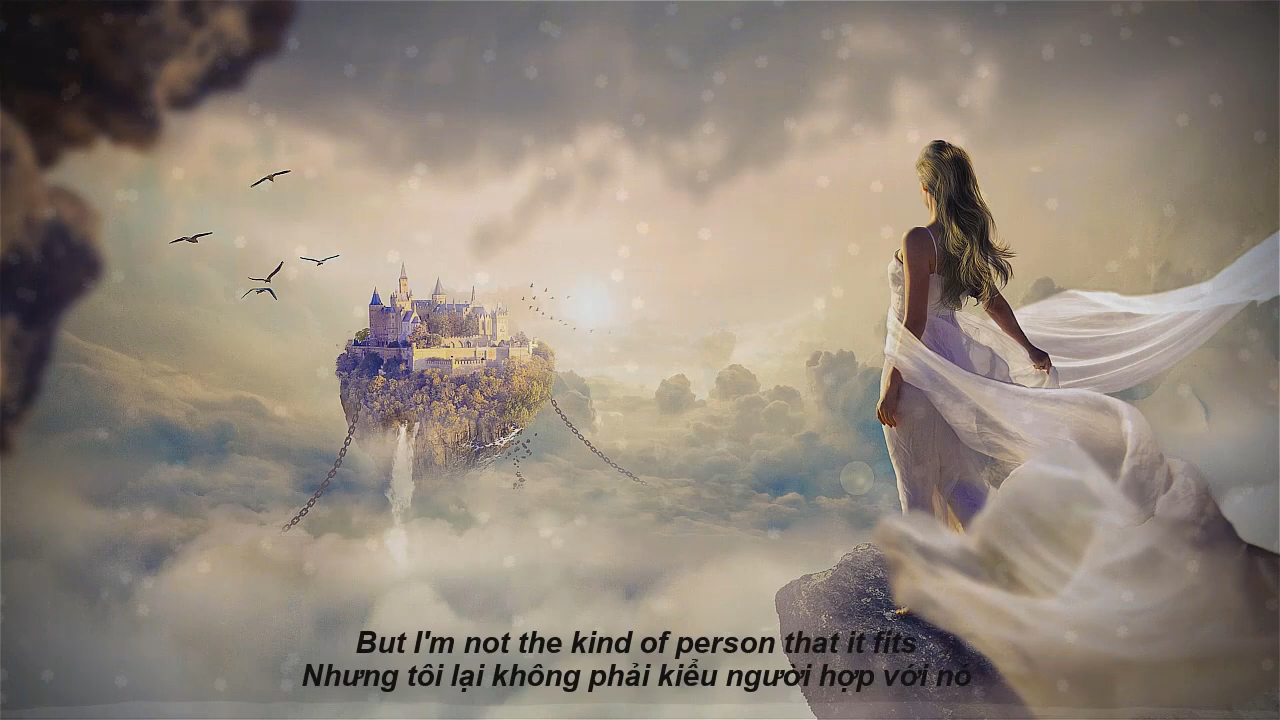 But I'm not the kind of person that it fits
Nhưng tôi lại không phải kiểu người hợp với nó